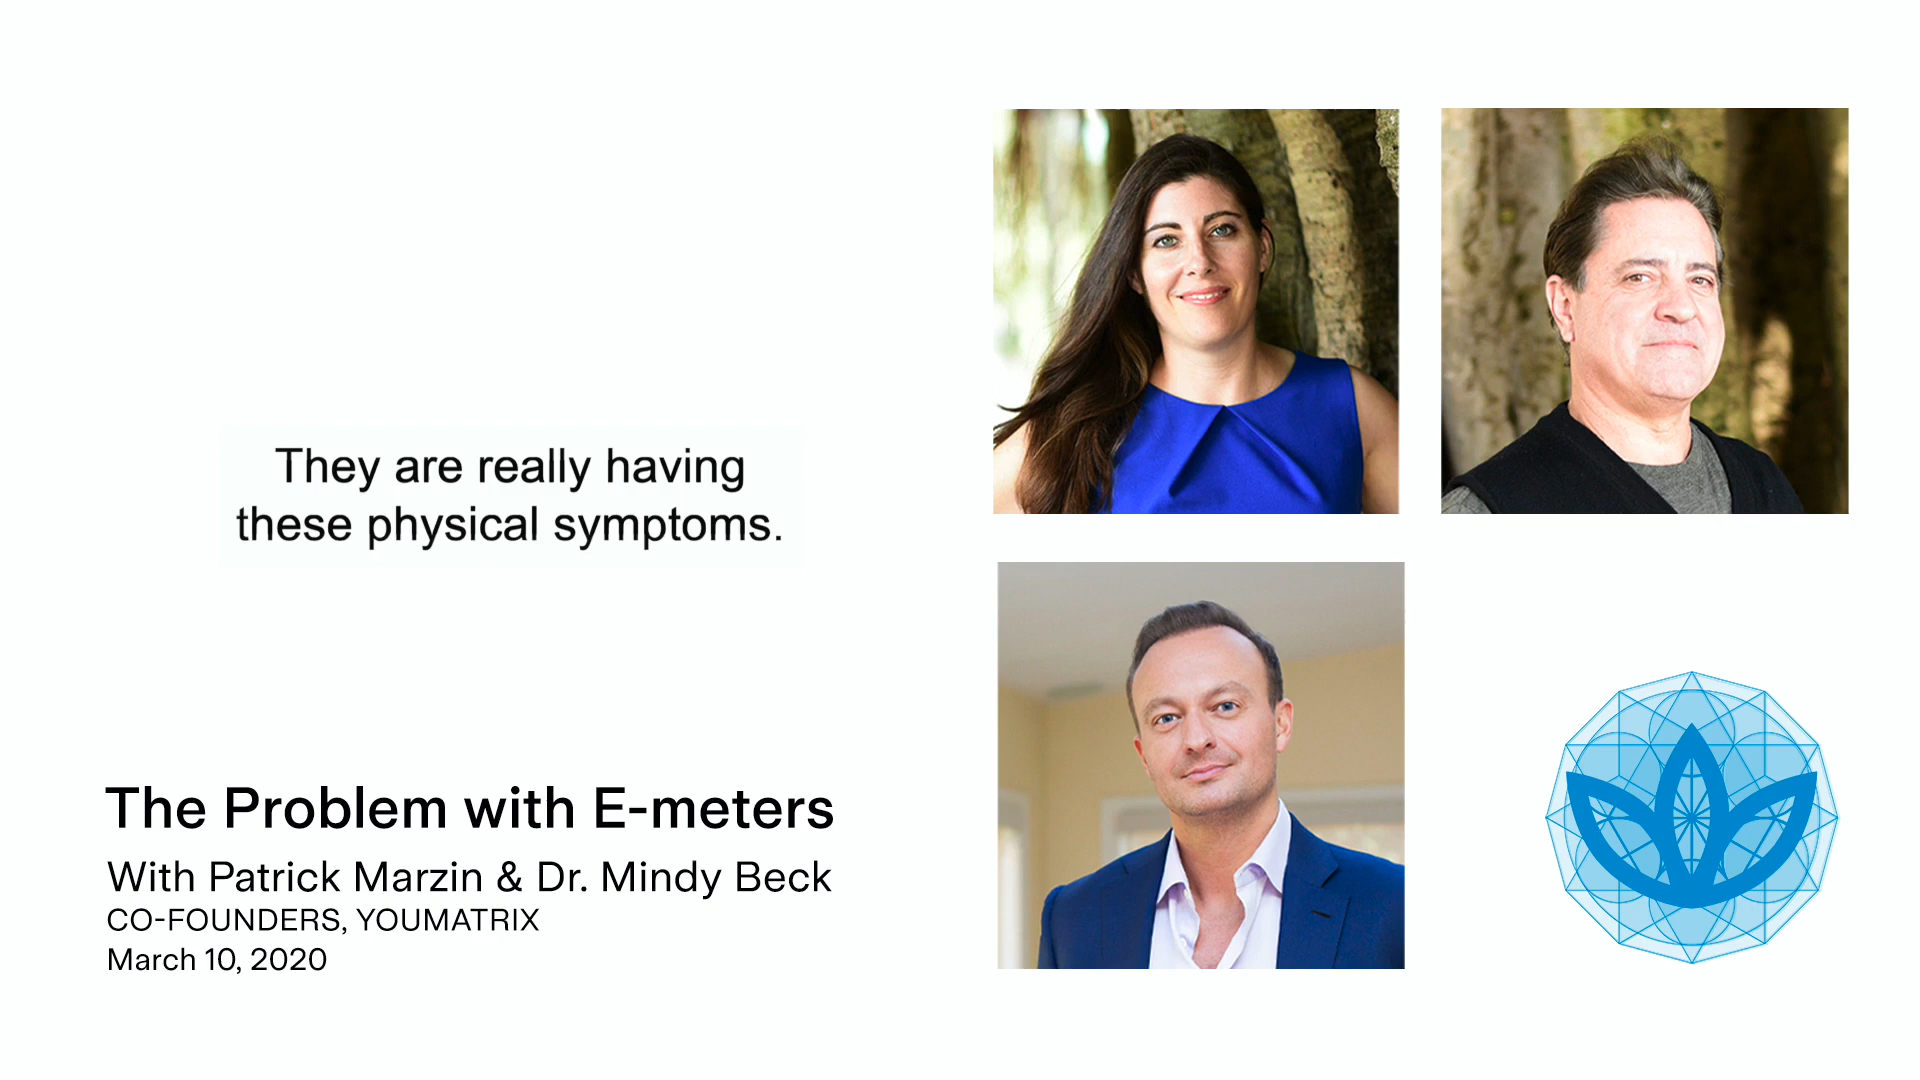 They are really having
these physical symptoms.
The Problem with E-meters
With Patrick Marzin & Dr. Mindy Beck
CO-FOUNDERS, YOUMATRIX
March 10, 2020